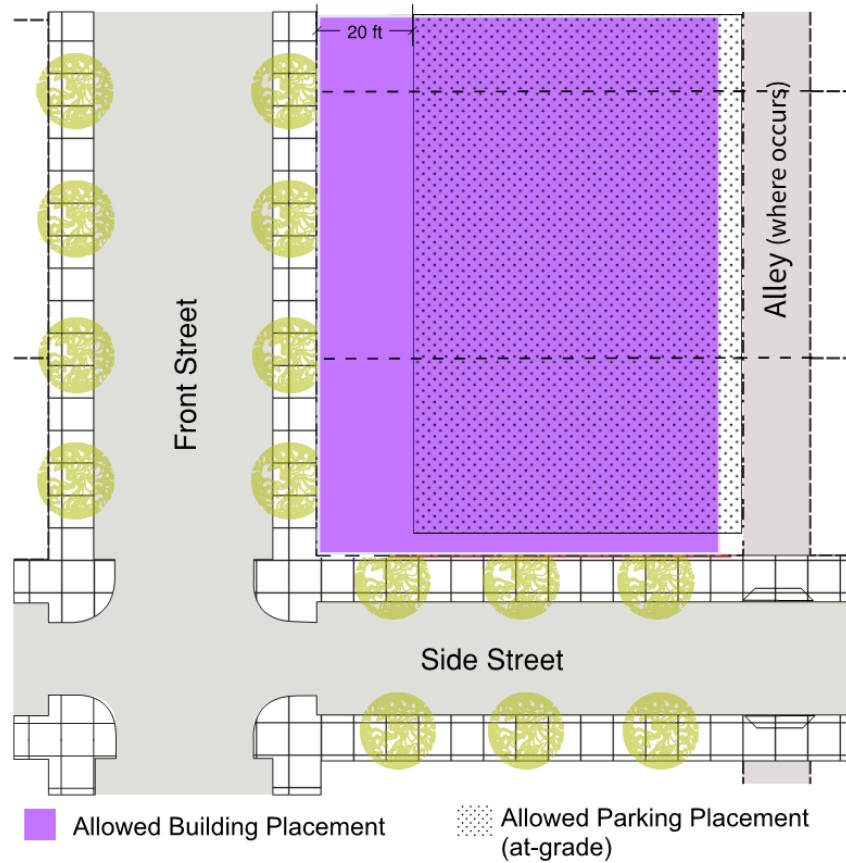 20 ft
Front Street
Alley (where occurs)
Side Street
Allowed Building Placement
Allowed Parking Placement
(at-grade)